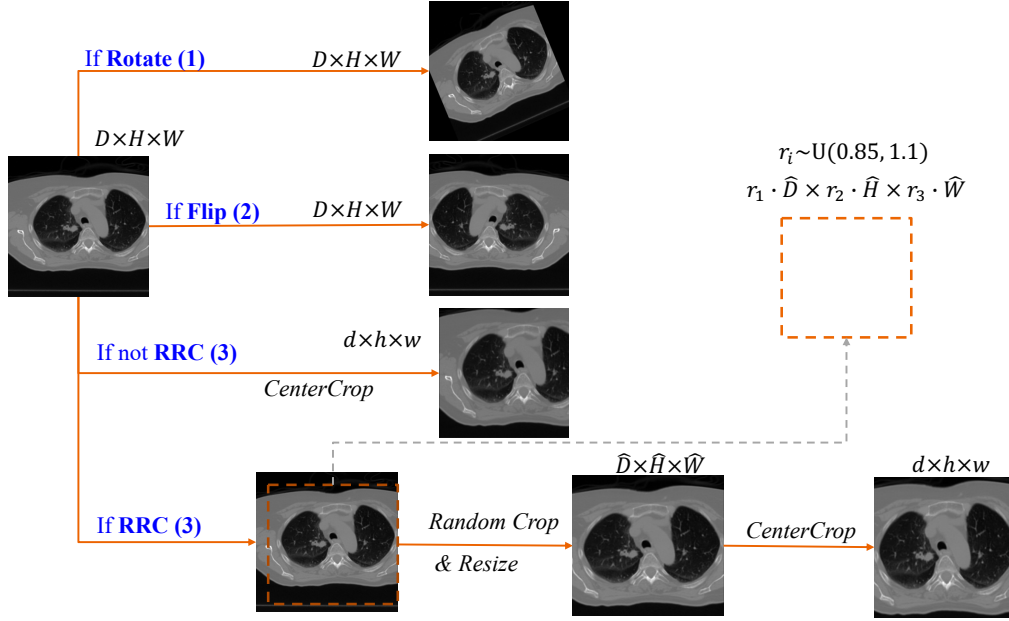 If Rotate (1)
D×H×W
D×H×W
r_i~U(0.85, 1.1)
r_1 · D̂ × r_2 · Ĥ × r_3 · Ŵ
If Flip (2)
D×H×W
d×h×w
If not RRC (3)
CenterCrop
D̂×Ĥ×Ŵ
d×h×w
If RRC (3)
Random Crop
& Resize
CenterCrop